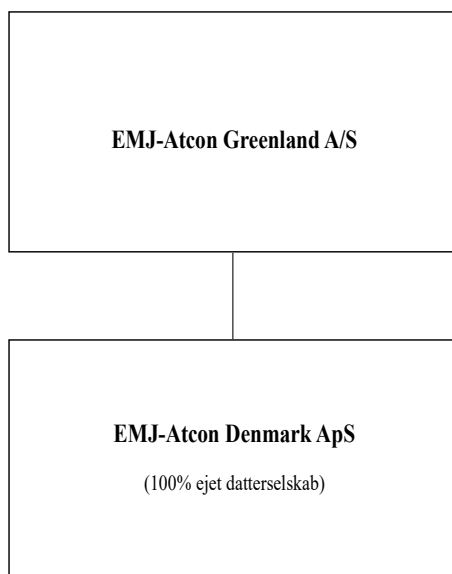 EMJ-Atcon Greenland A/S
EMJ-Atcon Denmark ApS
(100% ejet datterselskab)